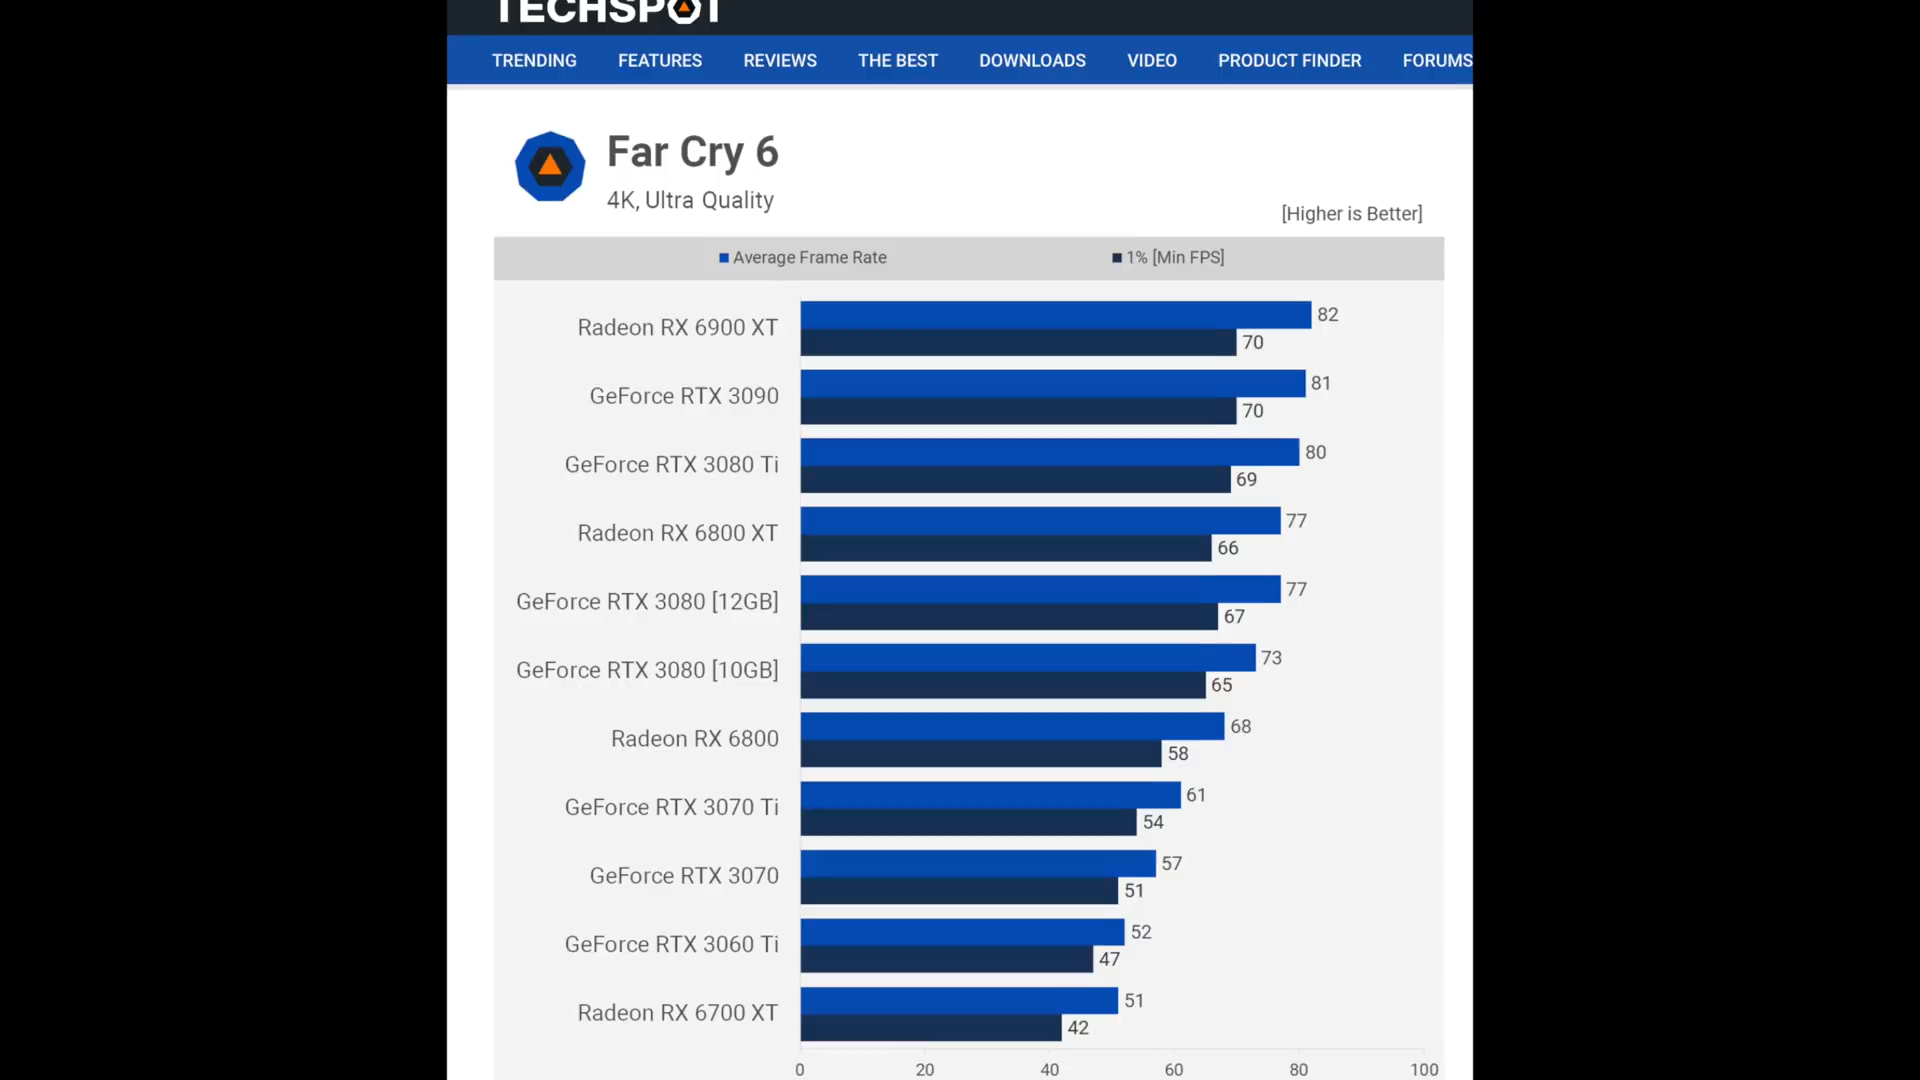 TECHSPOT
TRENDING FEATURES REVIEWS THE BEST DOWNLOADS VIDEO PRODUCT FINDER FORUMS
Far Cry 6
4K, Ultra Quality
[Higher is Better]
Average Frame Rate 1% [Min FPS]
Radeon RX 6900 XT 82 70
GeForce RTX 3090 81 70
GeForce RTX 3080 Ti 80 69
Radeon RX 6800 XT 77 66
GeForce RTX 3080 [12GB] 77 67
GeForce RTX 3080 [10GB] 73 65
Radeon RX 6800 68 58
GeForce RTX 3070 Ti 61 54
GeForce RTX 3070 57 51
GeForce RTX 3060 Ti 52 47
Radeon RX 6700 XT 51 42
0 20 40 60 80 100